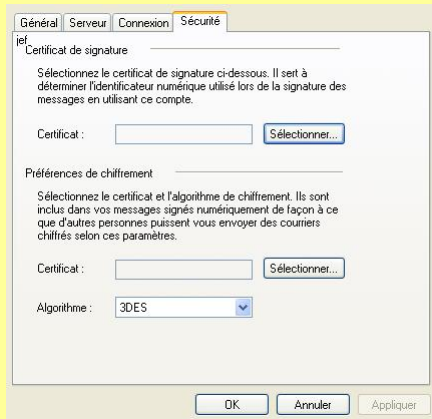 Général Serveur Connexion Sécurité
jef
Certificat de signature
Sélectionnez le certificat de signature ci-dessous. Il sert à
déterminer l'identificateur numérique utilisé lors de la signature des
messages en utilisant ce compte.
Certificat : Sélectionner...
Préférences de chiffrement
Sélectionnez le certificat et l'algorithme de chiffrement. Ils sont
inclus dans vos messages signés numériquement de façon à ce
que d'autres personnes puissent vous envoyer des courriers
chiffrés selon ces paramètres.
Certificat : Sélectionner...
Algorithme : 3DES
OK Annuler Appliquer